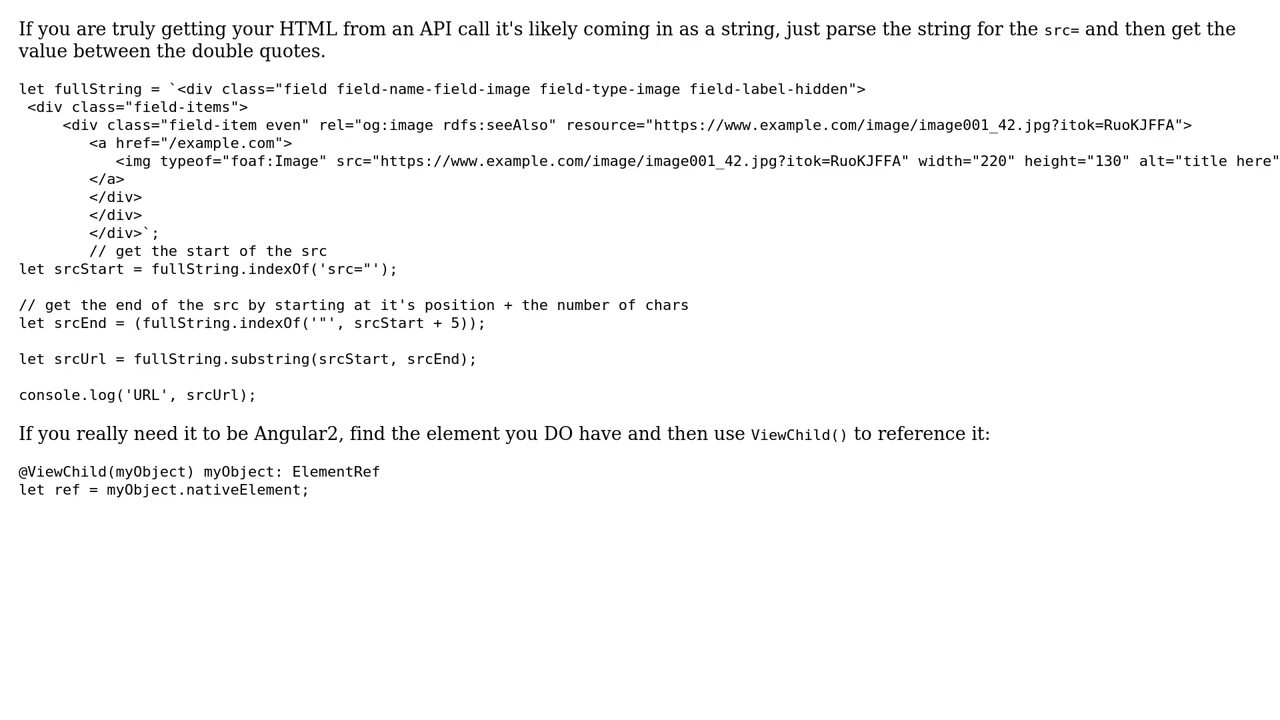 If you are truly getting your HTML from an API call it's likely coming in as a string, just parse the string for the src= and then get the
value between the double quotes.
let fullString = `<div class="field field-name-field-image field-type-image field-label-hidden">
<div class="field-items">
<div class="field-item even" rel="og:image rdfs:seeAlso" resource="https://www.example.com/image/image001_42.jpg?itok=RuoKJFFA">
<a href="/example.com">
<img typeof="foaf:Image" src="https://www.example.com/image/image001_42.jpg?itok=RuoKJFFA" width="220" height="130" alt="title here"
</a>
</div>
</div>
</div>`;
// get the start of the src
let srcStart = fullString.indexOf('src="');
// get the end of the src by starting at it's position + the number of chars
let srcEnd = (fullString.indexOf('"', srcStart + 5));
let srcUrl = fullString.substring(srcStart, srcEnd);
console.log('URL', srcUrl);
If you really need it to be Angular2, find the element you DO have and then use ViewChild() to reference it:
@ViewChild(myObject) myObject: ElementRef
let ref = myObject.nativeElement;